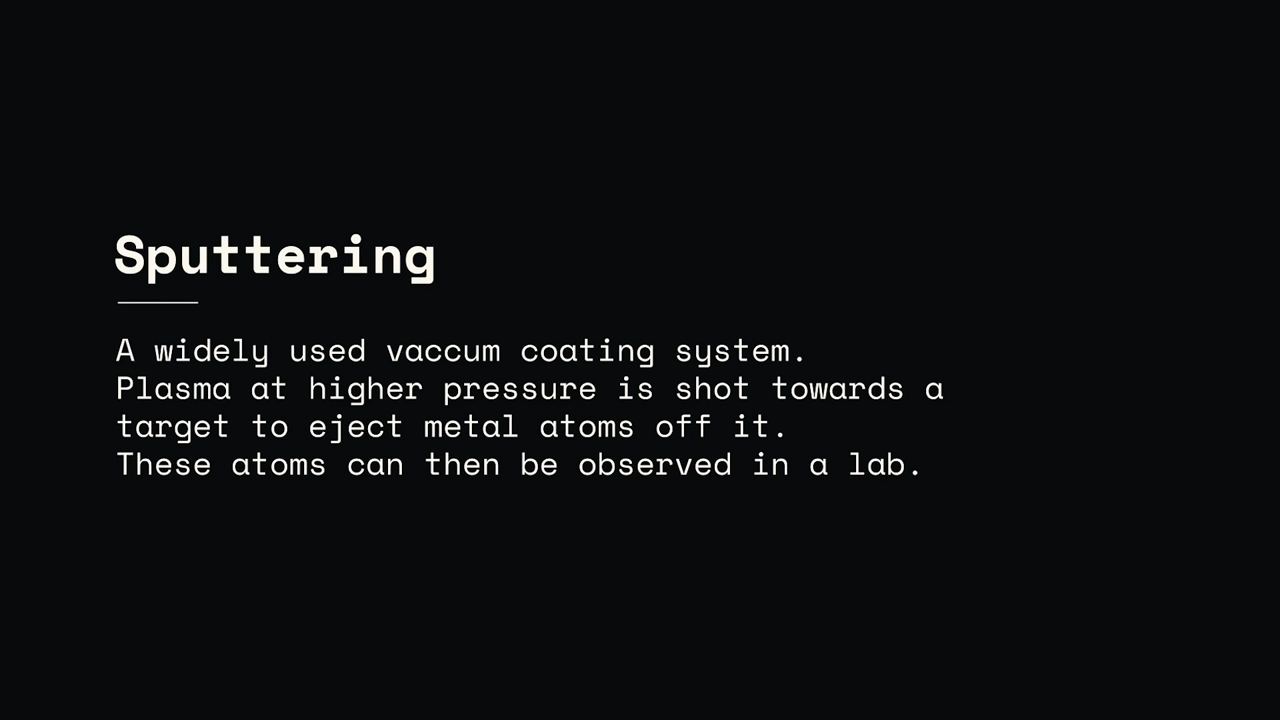 Sputtering
A widely used vaccum coating system.
Plasma at higher pressure is shot towards a
target to eject metal atoms off it.
These atoms can then be observed in a lab.